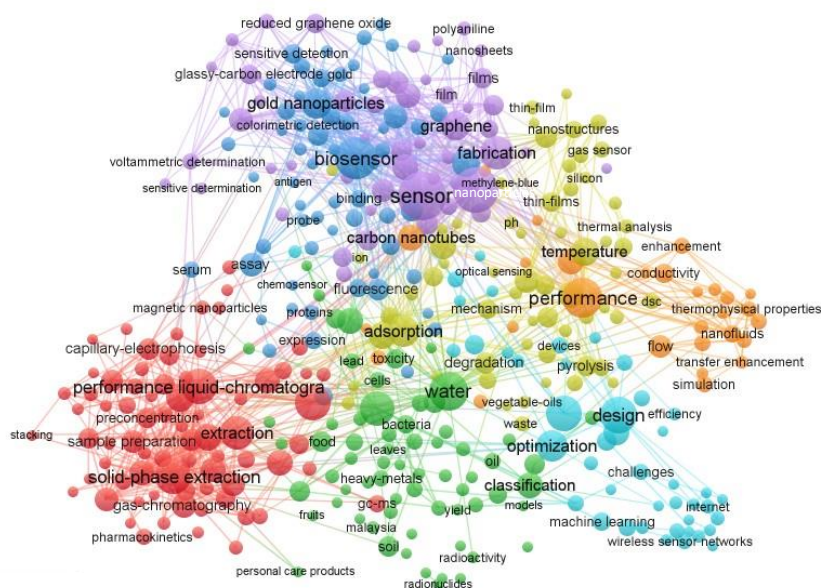 reduced graphene oxide
polyaniline
sensitive detection
nanosheets
glassy-carbon electrode gold
films
film
gold nanoparticles
thin-film
colorimetric detection
graphene
nanostructures
voltammetric determination
biosensor
fabrication
gas sensor
sensitive determination
antigen
methylene-blue
silicon
binding
sensor
thin-films
probe
ph
thermal analysis
carbon nanotubes
temperature
enhancement
serum
assay
ion
optical sensing
conductivity
chemosensor
fluorescence
performance
dsc
magnetic nanoparticles
proteins
mechanism
thermophysical properties
expression
adsorption
nanofluids
capillary-electrophoresis
lead
toxicity
degradation
devices
flow
transfer enhancement
pyrolysis
performance liquid-chromatogra
cells
water
simulation
preconcentration
vegetable-oils
design
efficiency
stacking
extraction
bacteria
waste
sample preparation
food
leaves
optimization
solid-phase extraction
heavy-metals
oil
classification
challenges
gas-chromatography
gc-ms
models
internet
fruits
yield
machine learning
pharmacokinetics
malaysia
soil
wireless sensor networks
radioactivity
personal care products
radionuclides